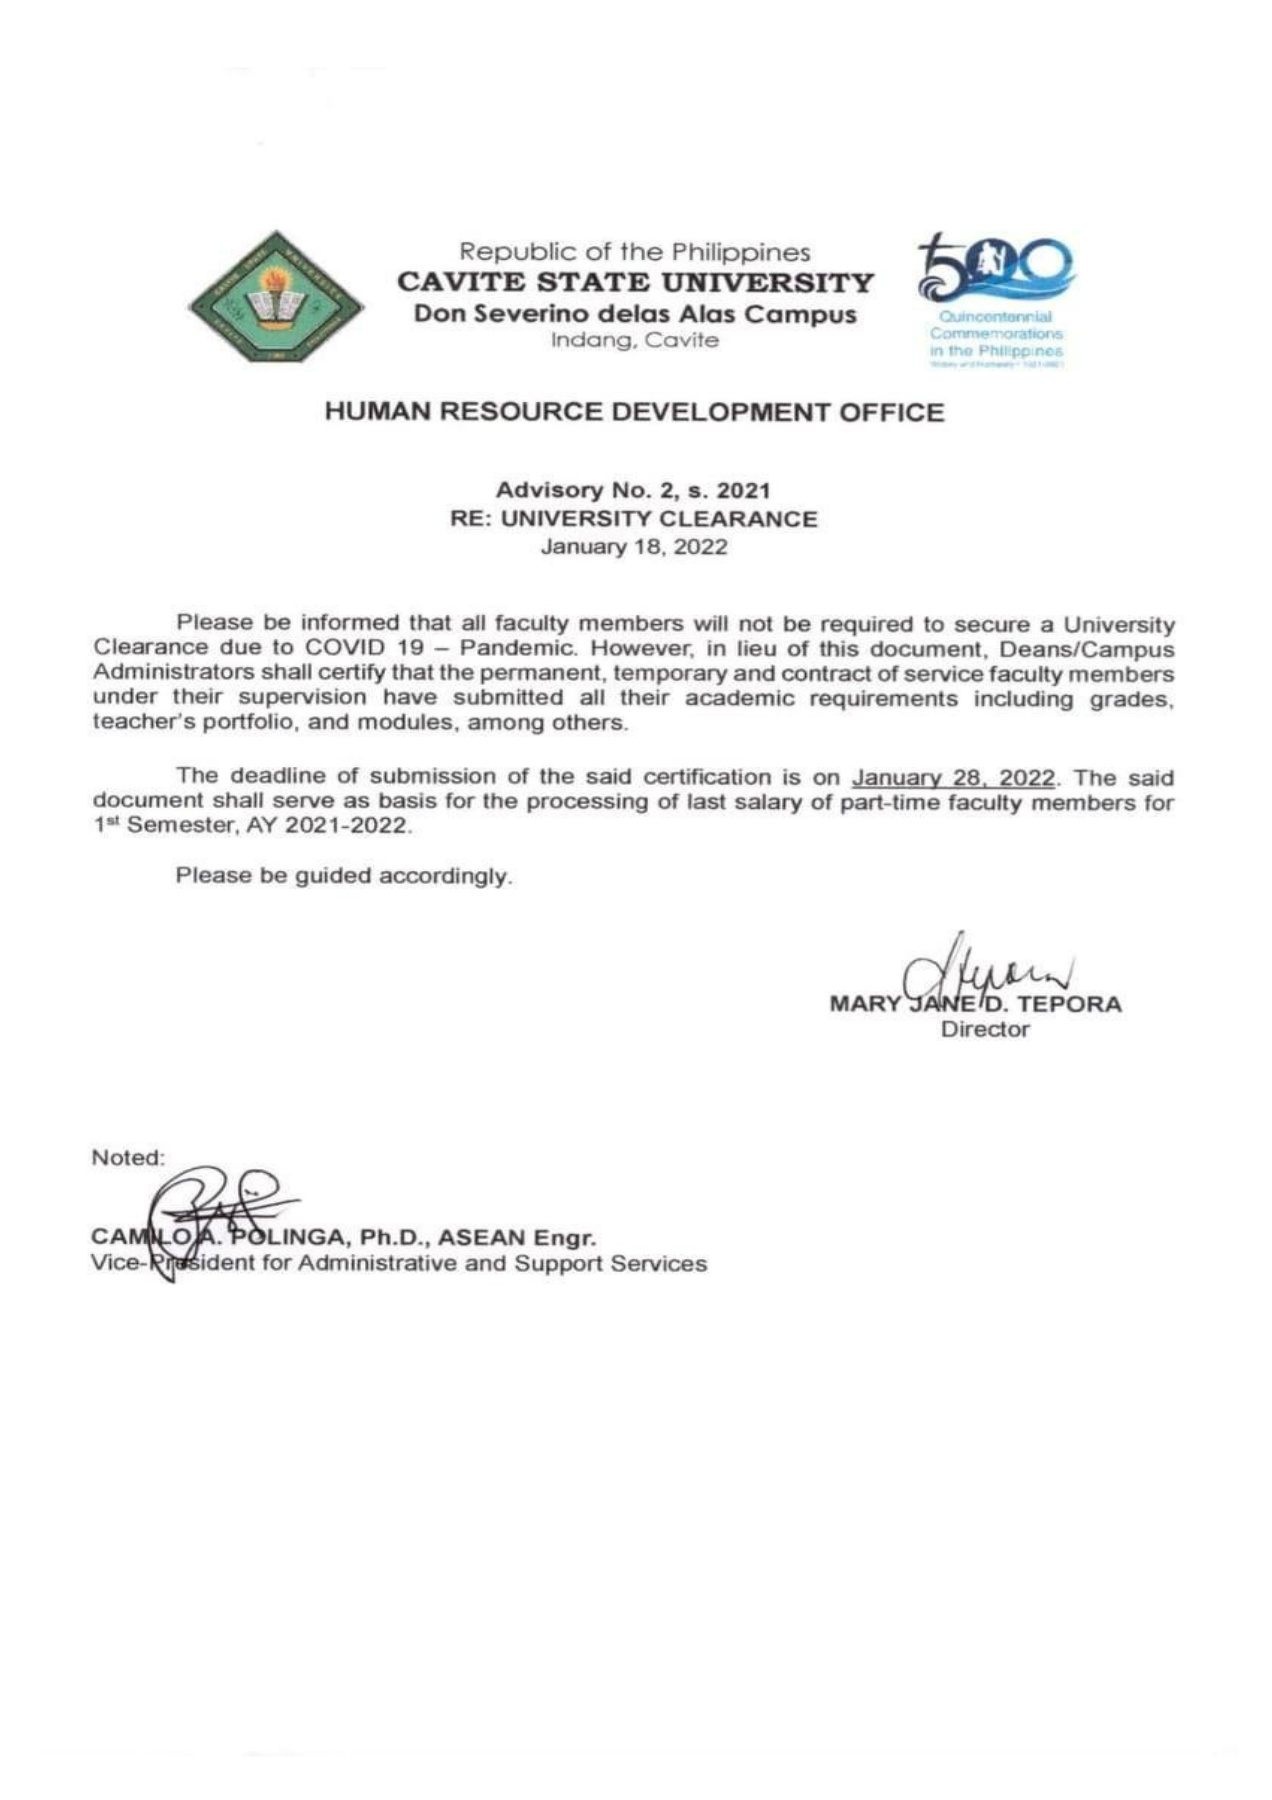 Republic of the Philippines
CAVITE STATE UNIVERSITY
Don Severino delas Alas Campus
Indang, Cavite
500
Quincentennial
Commemorations
in the Philippines
HUMAN RESOURCE DEVELOPMENT OFFICE
Advisory No. 2, s. 2021
RE: UNIVERSITY CLEARANCE
January 18, 2022
Please be informed that all faculty members will not be required to secure a University
Clearance due to COVID 19 – Pandemic. However, in lieu of this document, Deans/Campus
Administrators shall certify that the permanent, temporary and contract of service faculty members
under their supervision have submitted all their academic requirements including grades,
teacher's portfolio, and modules, among others.
The deadline of submission of the said certification is on January 28, 2022. The said
document shall serve as basis for the processing of last salary of part-time faculty members for
1st Semester, AY 2021-2022.
Please be guided accordingly.
MARY JANE D. TEPORA
Director
Noted:
CAMILO A. POLINGA, Ph.D., ASEAN Engr.
Vice-President for Administrative and Support Services